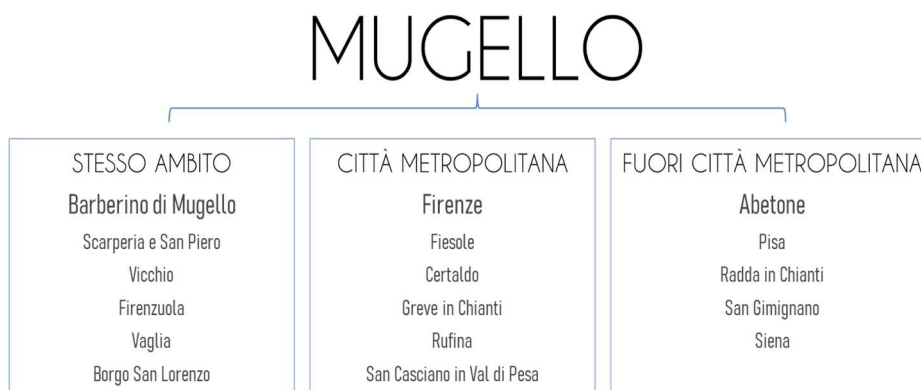 MUGELLO
STESSO AMBITO
Barberino di Mugello
Scarperia e San Piero
Vicchio
Firenzuola
Vaglia
Borgo San Lorenzo
CITTÀ METROPOLITANA
Firenze
Fiesole
Certaldo
Greve in Chianti
Rufina
San Casciano in Val di Pesa
FUORI CITTÀ METROPOLITANA
Abetone
Pisa
Radda in Chianti
San Gimignano
Siena